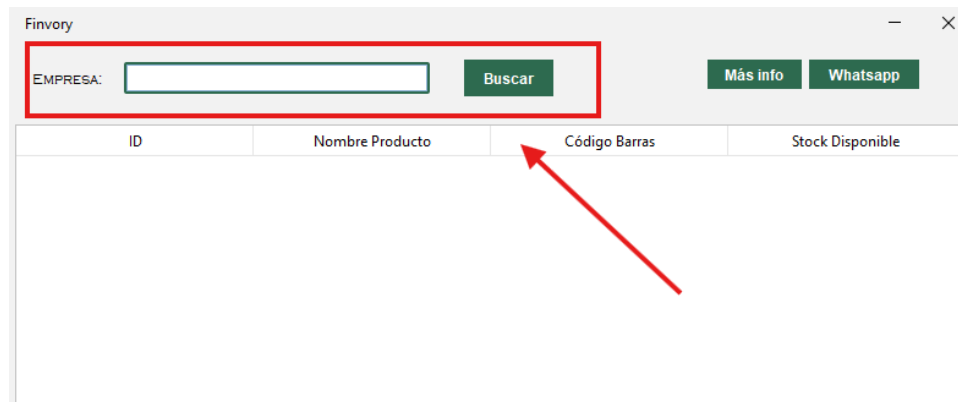 Finvory
EMPRESA: Buscar Más info Whatsapp
ID Nombre Producto Código Barras Stock Disponible